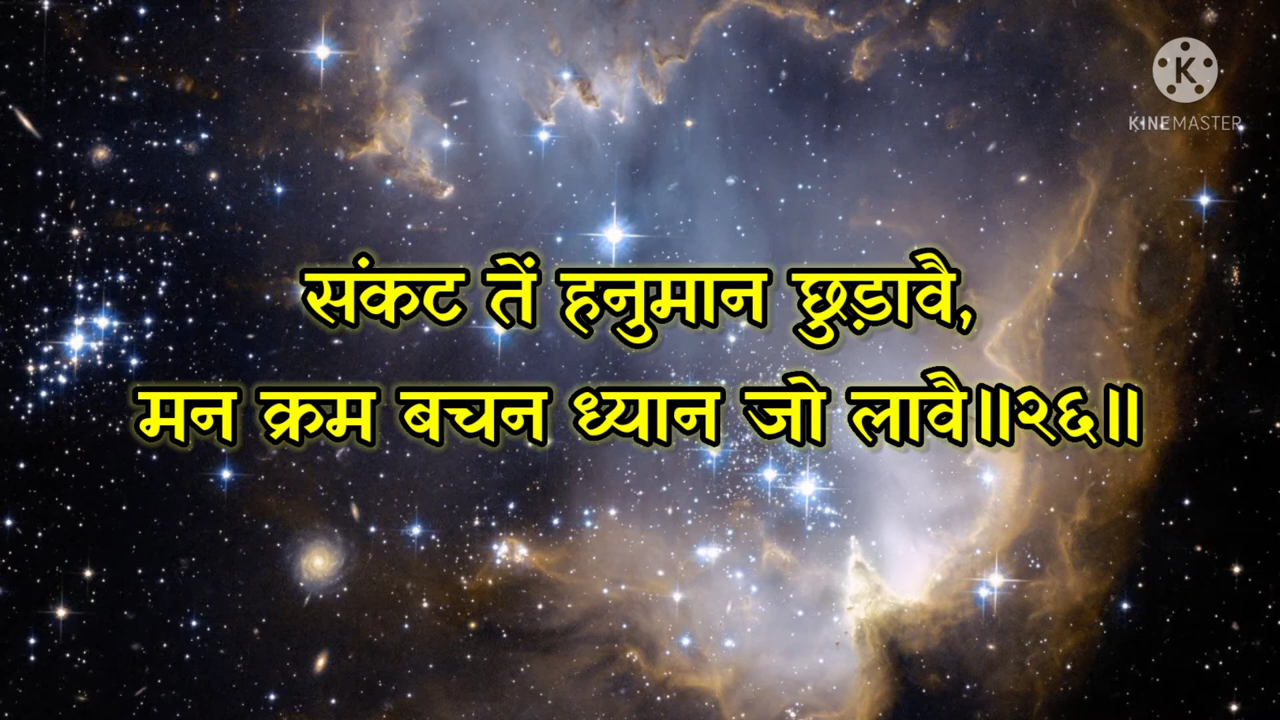 KINEMASTER
संकट तें हनुमान छुड़ावै,
मन क्रम बचन ध्यान जो लावै॥२६॥